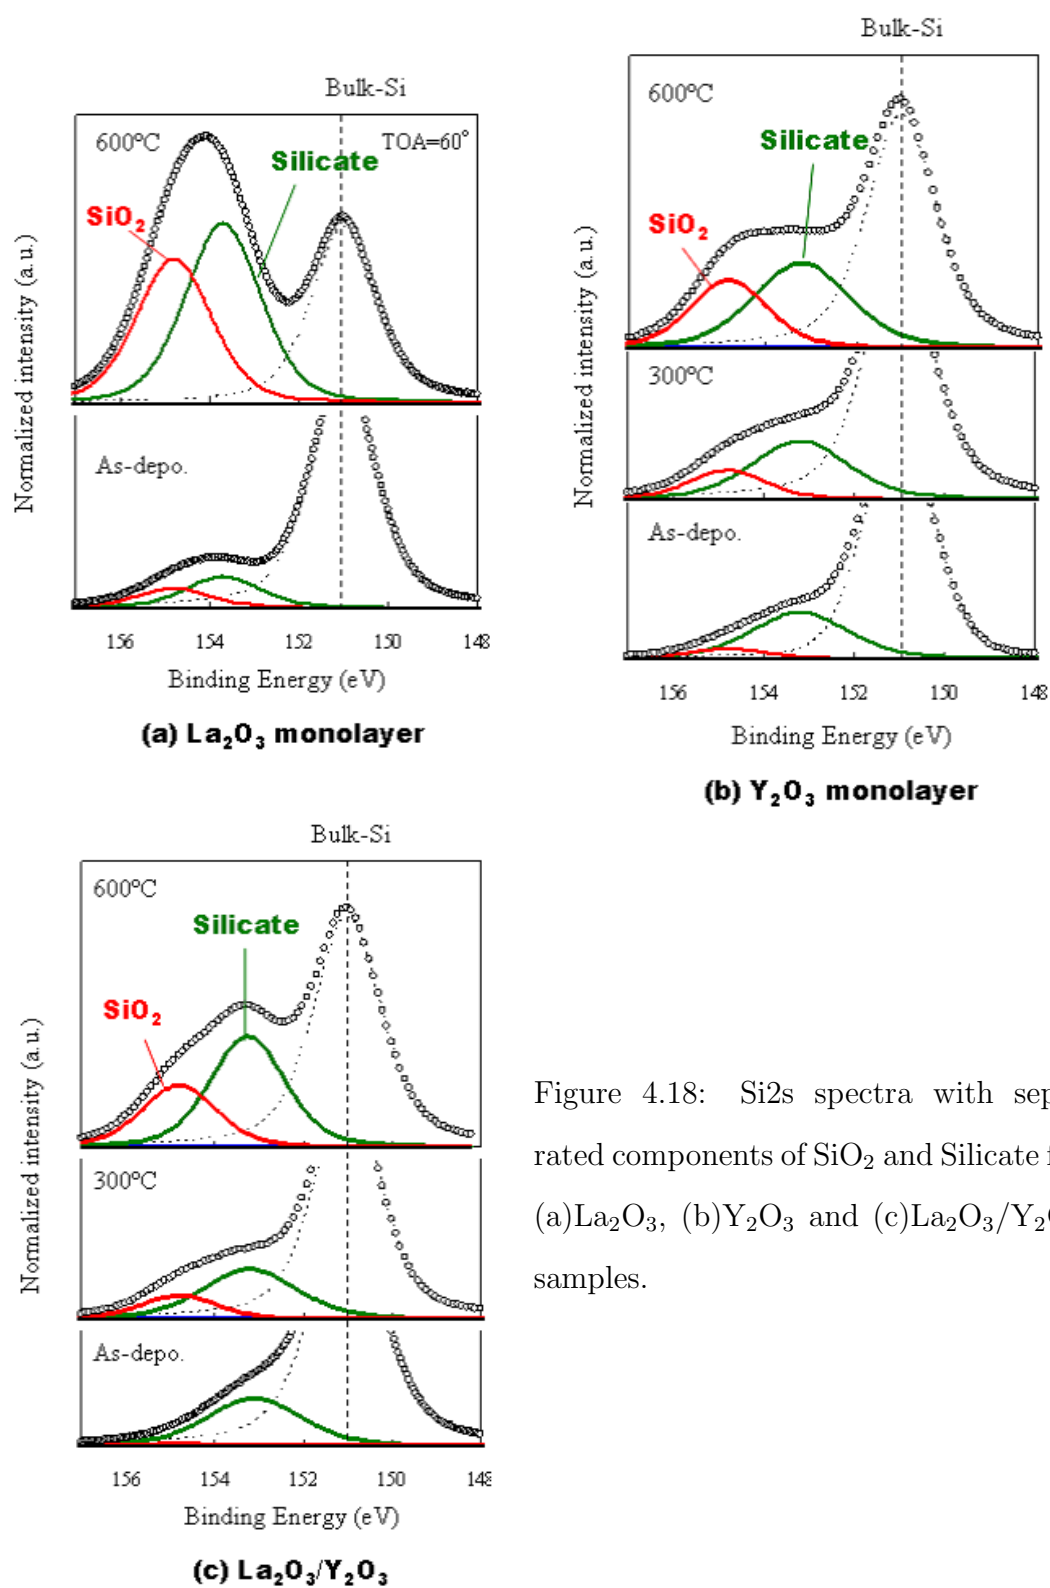 Bulk-Si
600°C
TOA=60°
Silicate
SiO₂
Normalized intensity (a.u.)
As-depo.
156 154 152 150 148
Binding Energy (eV)
(a) La₂O₃ monolayer
Bulk-Si
600°C
Silicate
SiO₂
Normalized intensity (a.u.)
300°C
As-depo.
156 154 152 150 148
Binding Energy (eV)
(b) Y₂O₃ monolayer
Bulk-Si
600°C
Silicate
SiO₂
Normalized intensity (a.u.)
300°C
As-depo.
156 154 152 150 148
Binding Energy (eV)
(c) La₂O₃/Y₂O₃
Figure 4.18: Si2s spectra with sep
rated components of SiO₂ and Silicate
(a)La₂O₃, (b)Y₂O₃ and (c)La₂O₃/Y₂
samples.